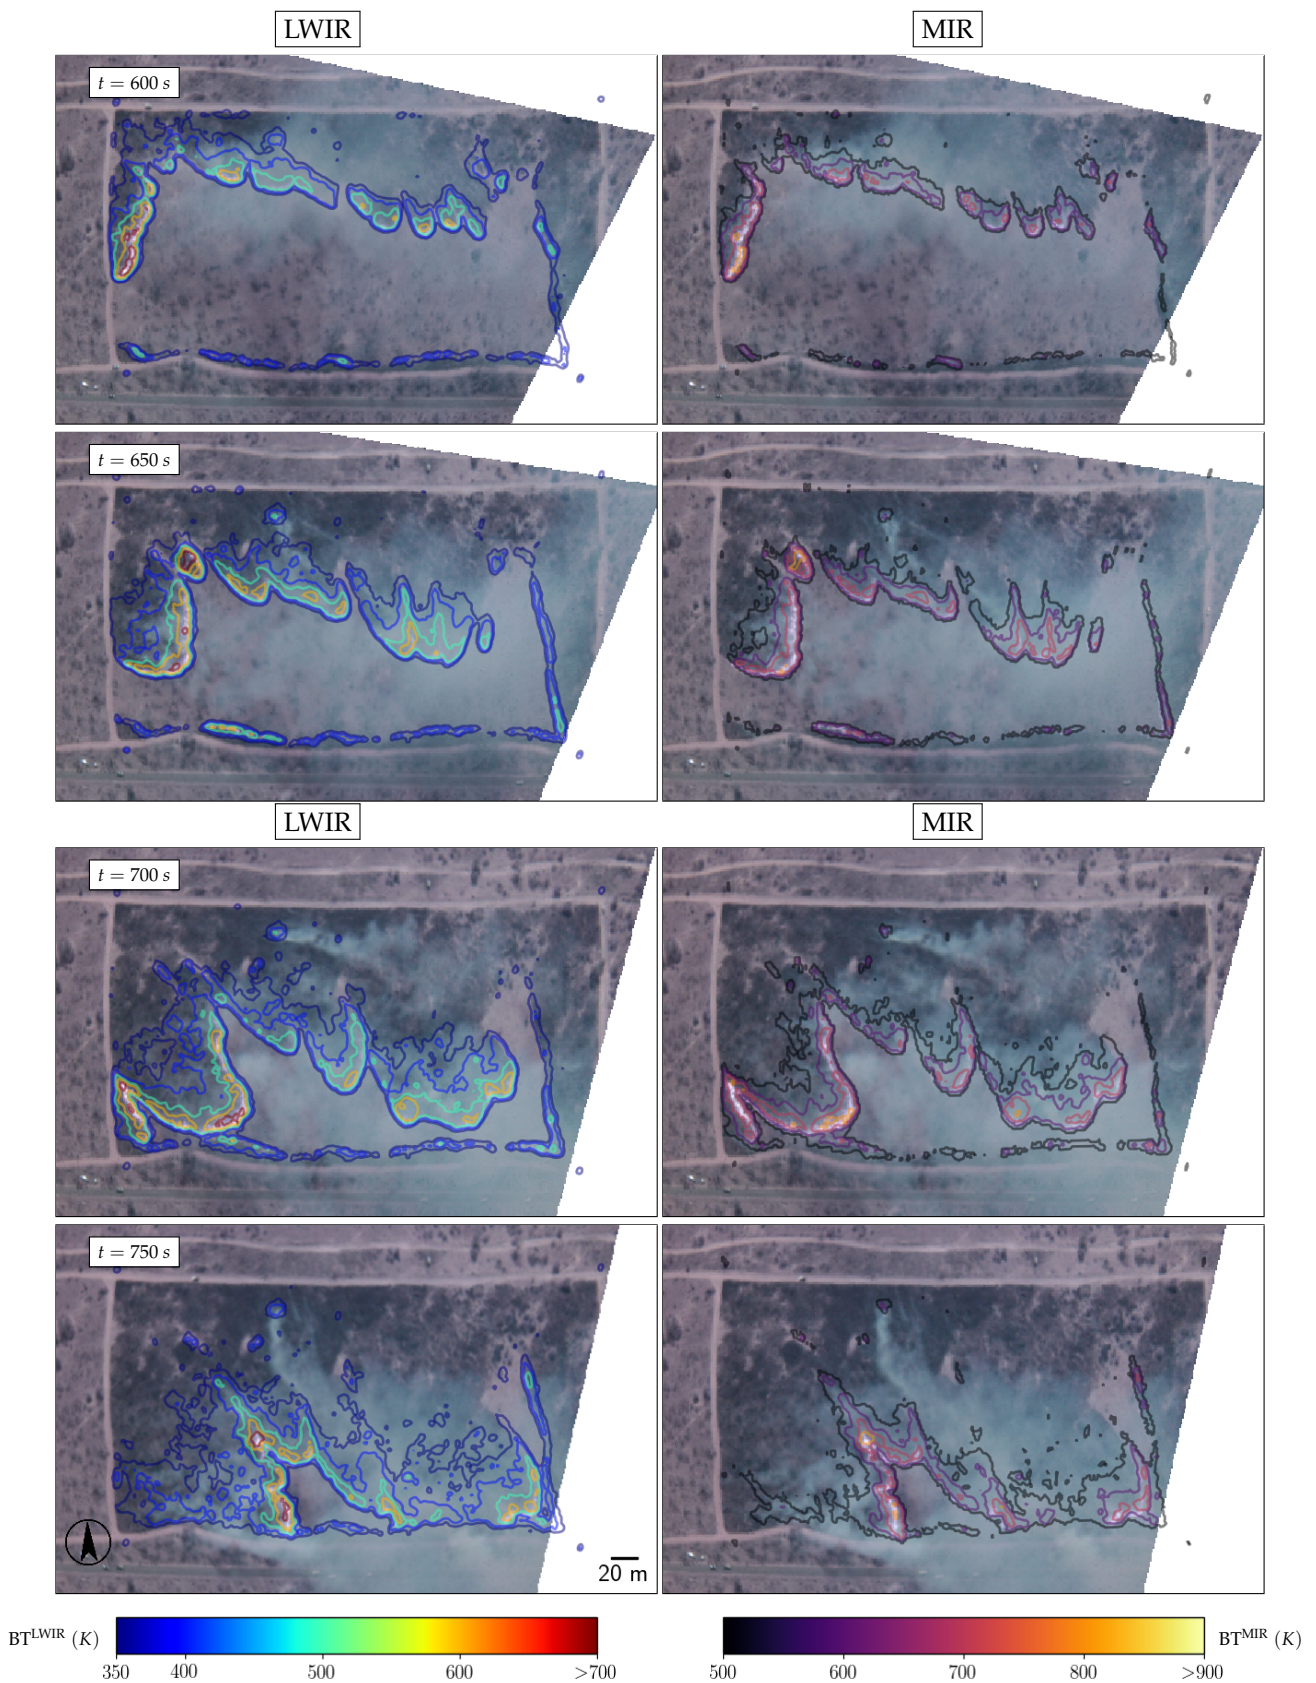 LWIR MIR
t = 600 s
t = 650 s
LWIR MIR
t = 700 s
t = 750 s
20 m
BT^LWIR (K) 350 400 500 600 >700
500 600 700 800 >900 BT^MIR (K)